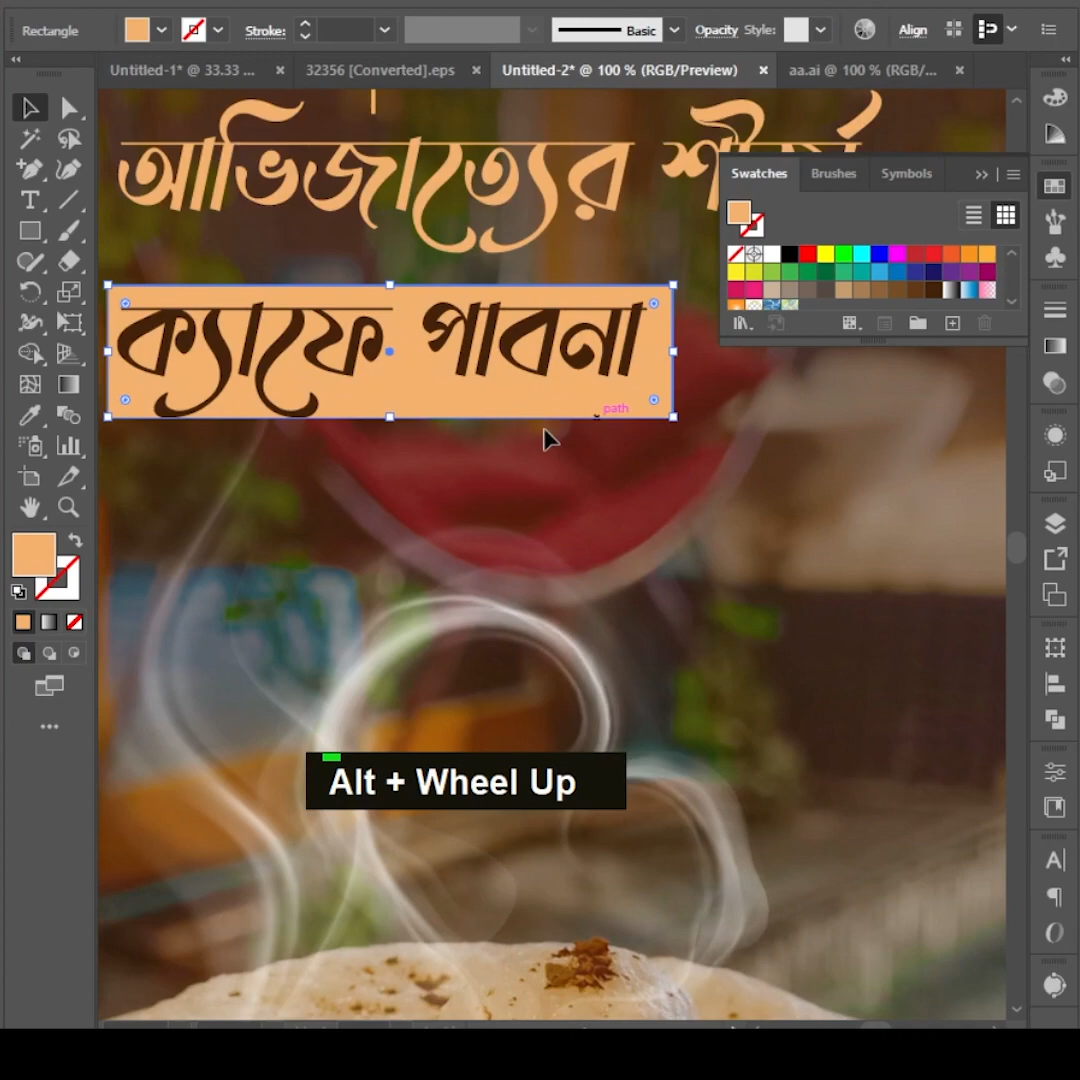 Rectangle Stroke: Basic Opacity Style: Align
Untitled-1* @ 33.33 ... × 32356 [Converted].eps × Untitled-2* @ 100 % (RGB/Preview) × aa.ai @ 100 % (RGB/... ×
আভিজাত্যের
Swatches Brushes Symbols
ক্যাফে পাবনা
path
Alt + Wheel Up